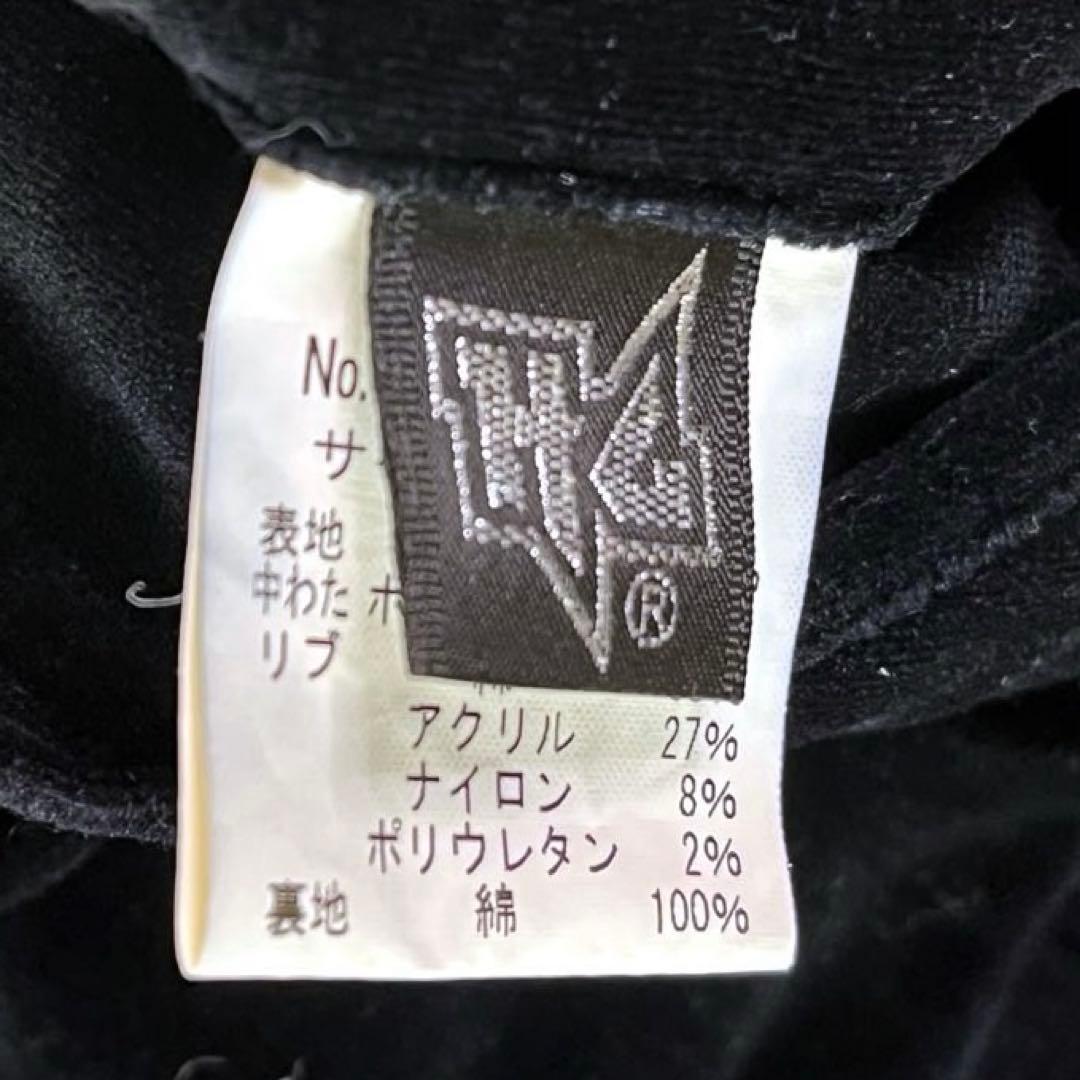 No.
サ
表地
中わた ポ
リブ
HG
®
アクリル 27%
ナイロン 8%
ポリウレタン 2%
裏地 綿 100%